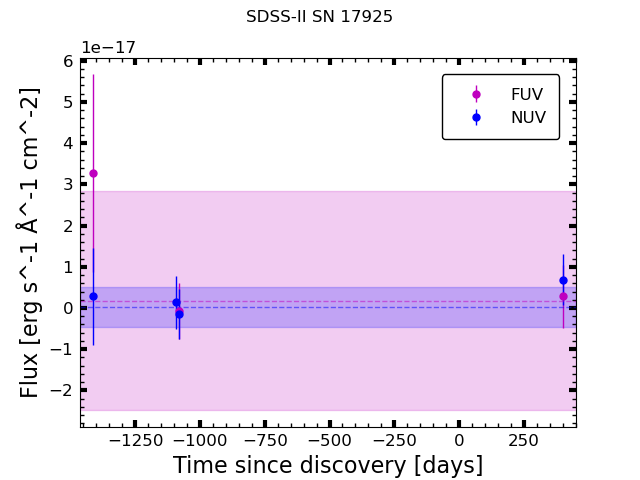 SDSS-II SN 17925
1e−17
FUV
NUV
6
5
4
3
2
1
0
−1
−2
Flux [erg s^-1 Å^-1 cm^-2]
−1250 −1000 −750 −500 −250 0 250
Time since discovery [days]